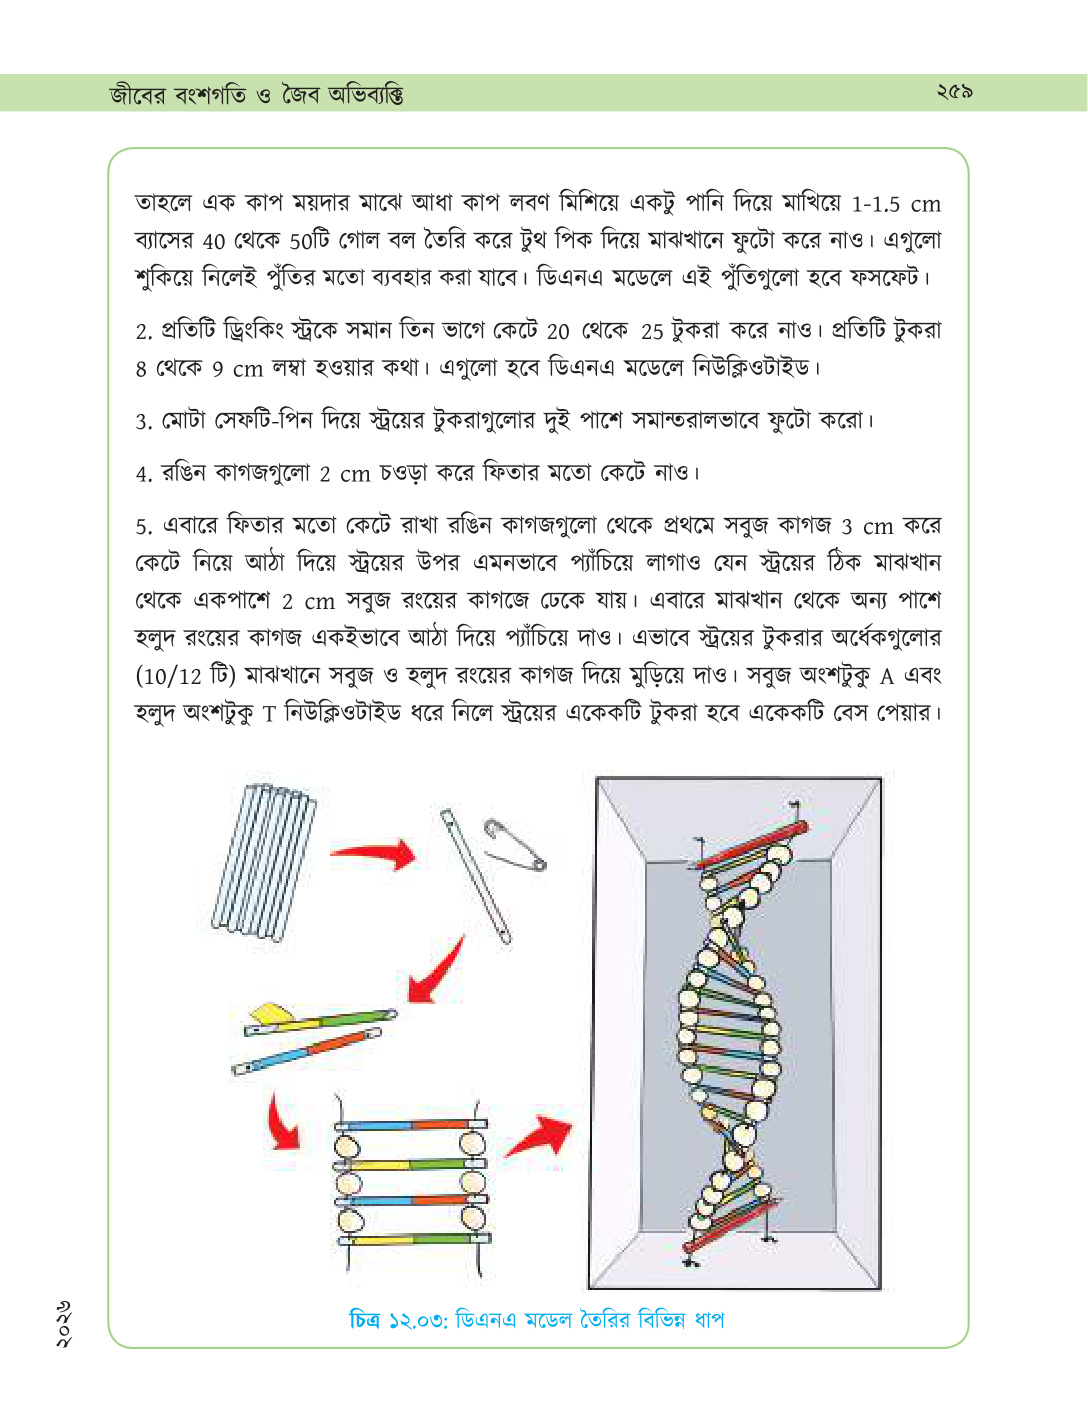 জীবের বংশগতি ও জৈব অভিব্যক্তি
২৫৯
তাহলে এক কাপ ময়দার মাঝে আধা কাপ লবণ মিশিয়ে একটু পানি দিয়ে মাখিয়ে 1-1.5 cm
ব্যাসের 40 থেকে 50টি গোল বল তৈরি করে টুথ পিক দিয়ে মাঝখানে ফুটো করে নাও। এগুলো
শুকিয়ে নিলেই পুঁতির মতো ব্যবহার করা যাবে। ডিএনএ মডেলে এই পুঁতিগুলো হবে ফসফেট।
2. প্রতিটি ড্রিংকিং স্ট্রকে সমান তিন ভাগে কেটে 20 থেকে 25 টুকরা করে নাও। প্রতিটি টুকরা
8 থেকে 9 cm লম্বা হওয়ার কথা। এগুলো হবে ডিএনএ মডেলে নিউক্লিওটাইড।
3. মোটা সেফটি-পিন দিয়ে স্ট্রয়ের টুকরাগুলোর দুই পাশে সমান্তরালভাবে ফুটো করো।
4. রঙিন কাগজগুলো 2 cm চওড়া করে ফিতার মতো কেটে নাও।
5. এবারে ফিতার মতো কেটে রাখা রঙিন কাগজগুলো থেকে প্রথমে সবুজ কাগজ 3 cm করে
কেটে নিয়ে আঠা দিয়ে স্ট্রয়ের উপর এমনভাবে প্যাঁচিয়ে লাগাও যেন স্ট্রয়ের ঠিক মাঝখান
থেকে একপাশে 2 cm সবুজ রংয়ের কাগজে ঢেকে যায়। এবারে মাঝখান থেকে অন্য পাশে
হলুদ রংয়ের কাগজ একইভাবে আঠা দিয়ে প্যাঁচিয়ে দাও। এভাবে স্ট্রয়ের টুকরার অর্ধেকগুলোর
(10/12 টি) মাঝখানে সবুজ ও হলুদ রংয়ের কাগজ দিয়ে মুড়িয়ে দাও। সবুজ অংশটুকু A এবং
হলুদ অংশটুকু T নিউক্লিওটাইড ধরে নিলে স্ট্রয়ের একেকটি টুকরা হবে একেকটি বেস পেয়ার।
চিত্র ১২.০৩: ডিএনএ মডেল তৈরির বিভিন্ন ধাপ
২০২৬